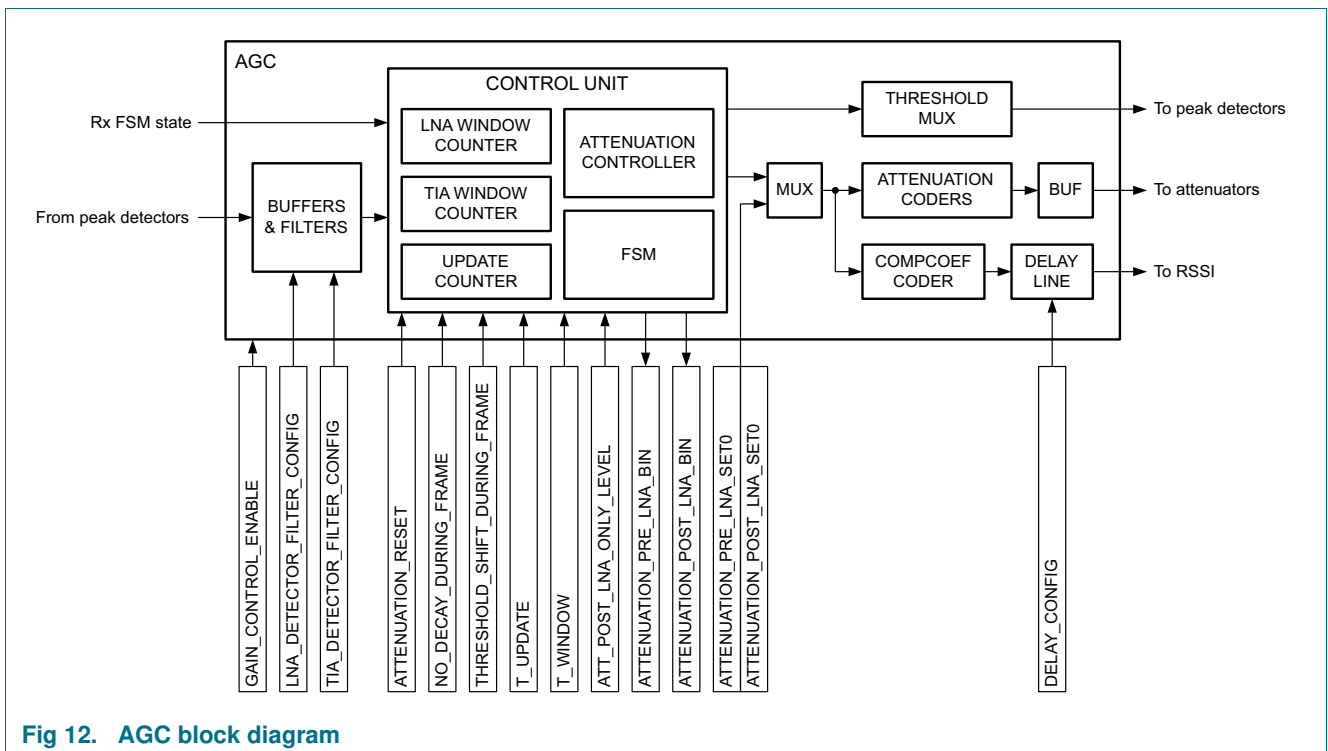 AGC
CONTROL UNIT
Rx FSM state
LNA WINDOW
COUNTER
ATTENUATION
CONTROLLER
THRESHOLD
MUX
To peak detectors
From peak detectors
BUFFERS
& FILTERS
TIA WINDOW
COUNTER
MUX
ATTENUATION
CODERS
BUF
To attenuators
UPDATE
COUNTER
FSM
COMPCOEF
CODER
DELAY
LINE
To RSSI
GAIN_CONTROL_ENABLE
LNA_DETECTOR_FILTER_CONFIG
TIA_DETECTOR_FILTER_CONFIG
ATTENUATION_RESET
NO_DECAY_DURING_FRAME
THRESHOLD_SHIFT_DURING_FRAME
T_UPDATE
T_WINDOW
ATT_POST_LNA_ONLY_LEVEL
ATTENUATION_PRE_LNA_BIN
ATTENUATION_POST_LNA_BIN
ATTENUATION_PRE_LNA_SET0
ATTENUATION_POST_LNA_SET0
DELAY_CONFIG
Fig 12. AGC block diagram